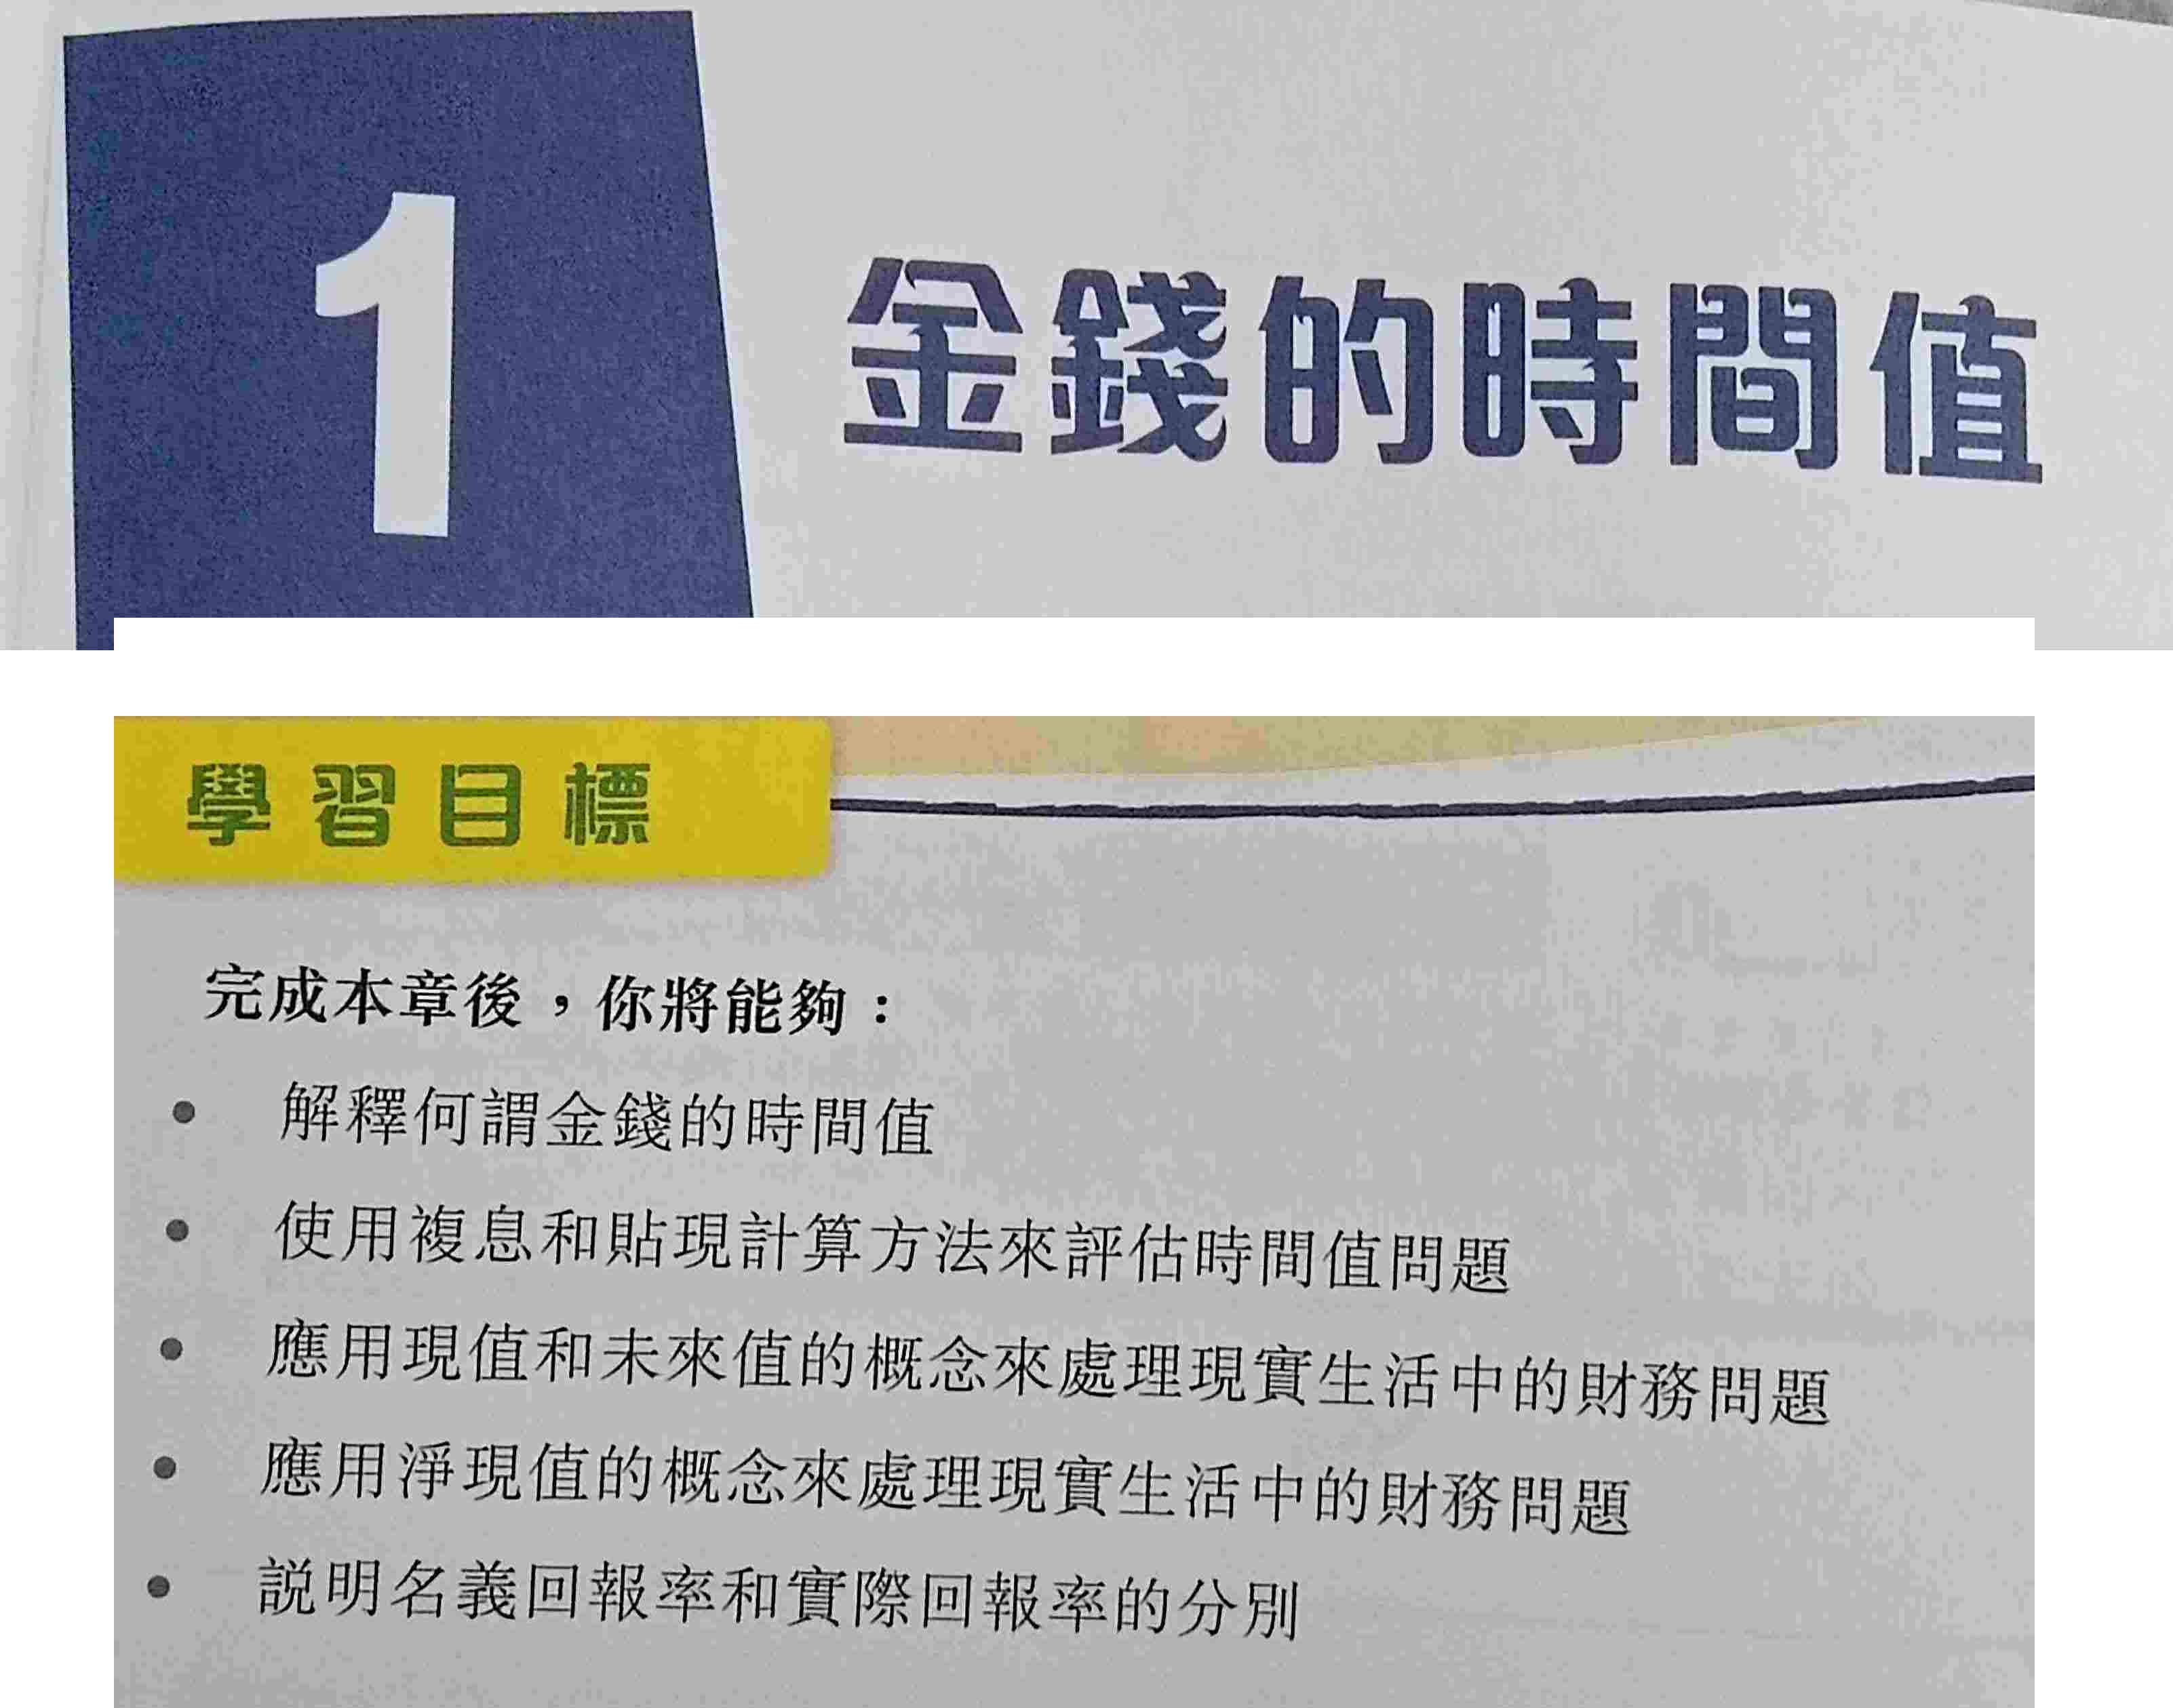 1
金錢的時間值
學習目標
完成本章後，你將能夠：
• 解釋何謂金錢的時間值
• 使用複息和貼現計算方法來評估時間值問題
• 應用現值和未來值的概念來處理現實生活中的財務問題
• 應用淨現值的概念來處理現實生活中的財務問題
• 説明名義回報率和實際回報率的分別